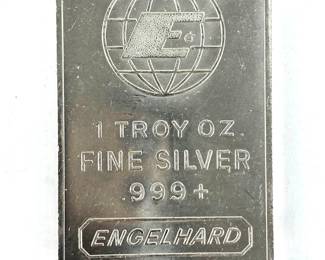 E
1 TROY OZ.
FINE SILVER
.999+
ENGELHARD